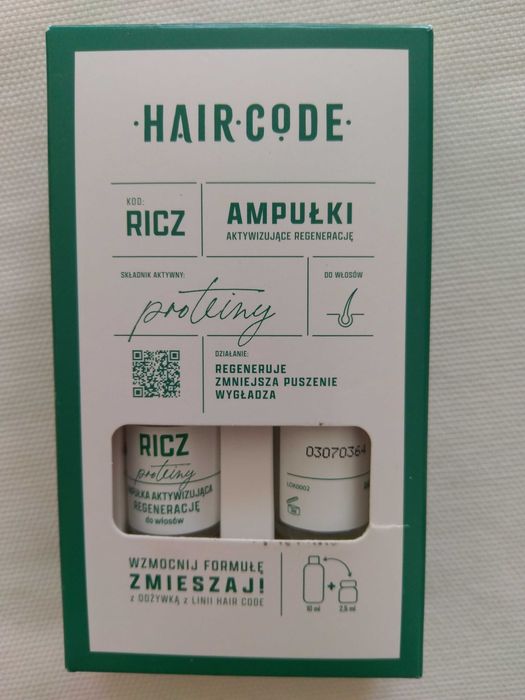 ·HAIR·CODE·
KOD:
RICZ
AMPUŁKI
AKTYWIZUJĄCE REGENERACJĘ
SKŁADNIK AKTYWNY:
proteiny
DO WŁOSÓW
DZIAŁANIE:
REGENERUJE
ZMNIEJSZA PUSZENIE
WYGŁADZA
RICZ
proteiny
AMPUŁKA AKTYWIZUJĄCA
REGENERACJĘ
do włosów
03070364
WZMOCNIJ FORMUŁĘ
ZMIESZAJ!
z ODŻYWKĄ z LINII HAIR CODE
10 ml
+
2,5 ml